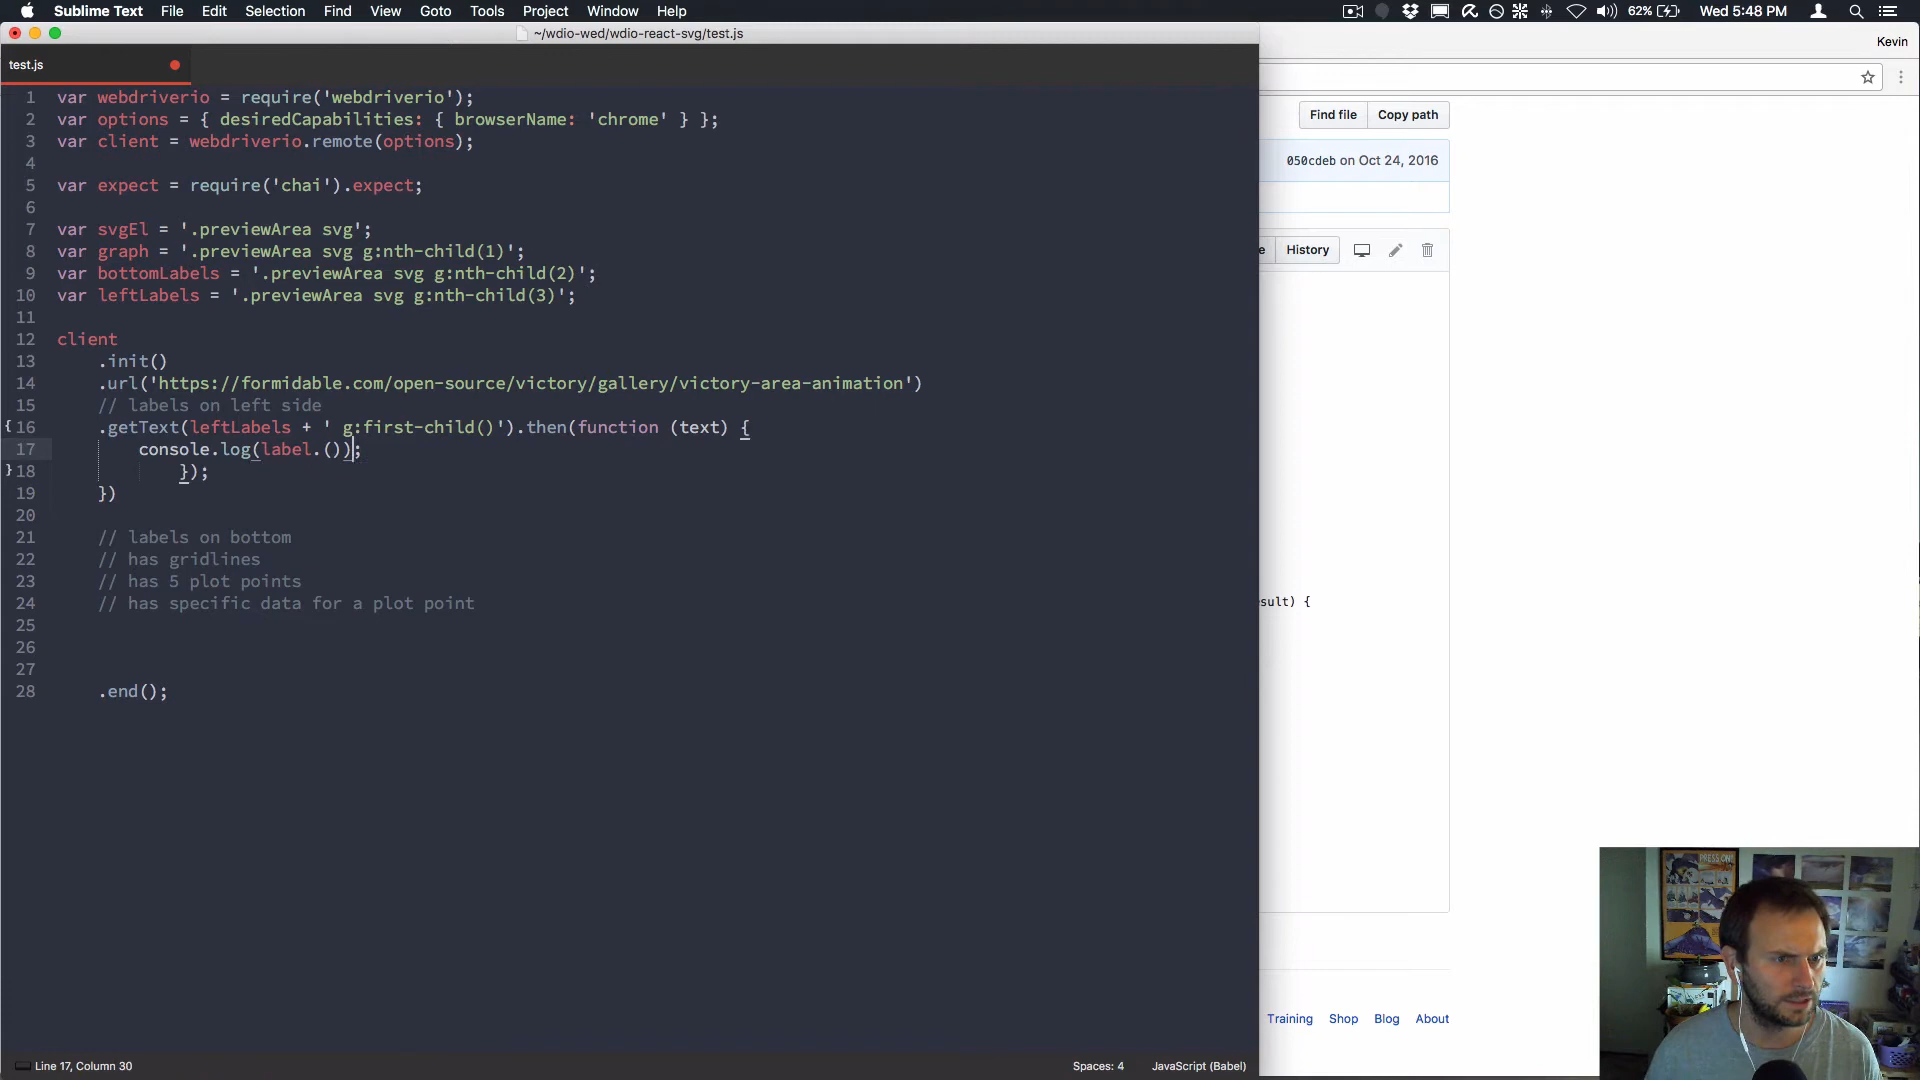 Sublime Text File Edit Selection Find View Goto Tools Project Window Help 62% Wed 5:48 PM
~/wdio-wed/wdio-react-svg/test.js
Kevin
test.js
1 var webdriverio = require('webdriverio');
2 var options = { desiredCapabilities: { browserName: 'chrome' } };
3 var client = webdriverio.remote(options);
4
5 var expect = require('chai').expect;
6
7 var svgEl = '.previewArea svg';
8 var graph = '.previewArea svg g:nth-child(1)';
9 var bottomLabels = '.previewArea svg g:nth-child(2)';
10 var leftLabels = '.previewArea svg g:nth-child(3)';
11
12 client
13 .init()
14 .url('https://formidable.com/open-source/victory/gallery/victory-area-animation')
15 // labels on left side
{16 .getText(leftLabels + ' g:first-child()').then(function (text) {
17 console.log(label.());
}18 });
19 })
20
21 // labels on bottom
22 // has gridlines
23 // has 5 plot points
24 // has specific data for a plot point
25
26
27
28 .end();
Find file Copy path
050cdeb on Oct 24, 2016
e History
sult) {
PRESS ON!
Training Shop Blog About
Line 17, Column 30 Spaces: 4 JavaScript (Babel)